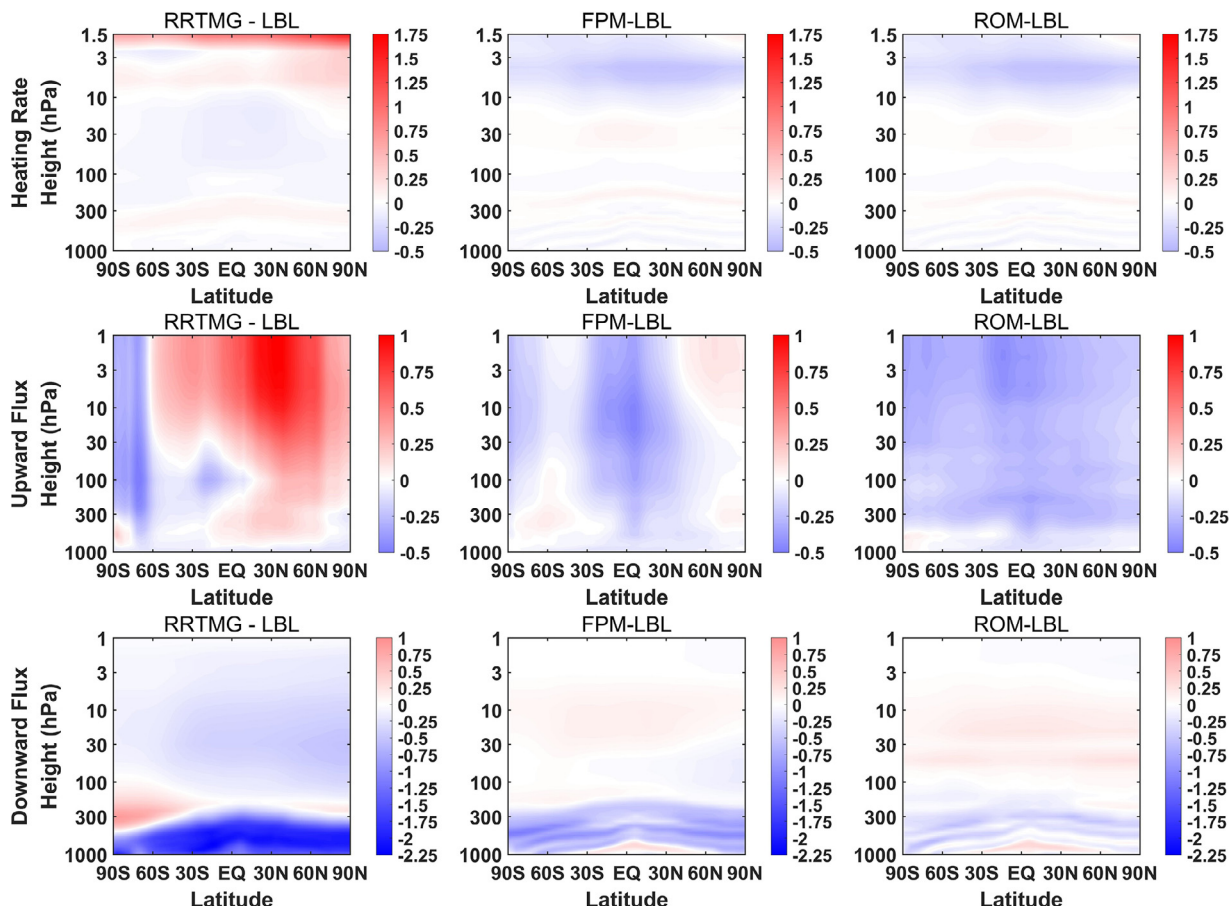 RRTMG - LBL FPM-LBL ROM-LBL
Heating Rate
Height (hPa)
1.5 3 10 30 100 300 1000
1.75 1.5 1.25 1 0.75 0.5 0.25 0 -0.25 -0.5
1.5 3 10 30 100 300 1000
1.75 1.5 1.25 1 0.75 0.5 0.25 0 -0.25 -0.5
1.5 3 10 30 100 300 1000
1.75 1.5 1.25 1 0.75 0.5 0.25 0 -0.25 -0.5
90S 60S 30S EQ 30N 60N 90N 90S 60S 30S EQ 30N 60N 90N 90S 60S 30S EQ 30N 60N 90N
Latitude Latitude Latitude
RRTMG - LBL FPM-LBL ROM-LBL
Upward Flux
Height (hPa)
1 3 10 30 100 300 1000
1 0.75 0.5 0.25 0 -0.25 -0.5
1 3 10 30 100 300 1000
1 0.75 0.5 0.25 0 -0.25 -0.5
1 3 10 30 100 300 1000
1 0.75 0.5 0.25 0 -0.25 -0.5
90S 60S 30S EQ 30N 60N 90N 90S 60S 30S EQ 30N 60N 90N 90S 60S 30S EQ 30N 60N 90N
Latitude Latitude Latitude
RRTMG - LBL FPM-LBL ROM-LBL
Downward Flux
Height (hPa)
1 3 10 30 100 300 1000
1 0.75 0.5 0.25 0 -0.25 -0.5 -0.75 -1 -1.25 -1.5 -1.75 -2 -2.25
1 3 10 30 100 300 1000
1 0.75 0.5 0.25 0 -0.25 -0.5 -0.75 -1 -1.25 -1.5 -1.75 -2 -2.25
1 3 10 30 100 300 1000
1 0.75 0.5 0.25 0 -0.25 -0.5 -0.75 -1 -1.25 -1.5 -1.75 -2 -2.25
90S 60S 30S EQ 30N 60N 90N 90S 60S 30S EQ 30N 60N 90N 90S 60S 30S EQ 30N 60N 90N
Latitude Latitude Latitude